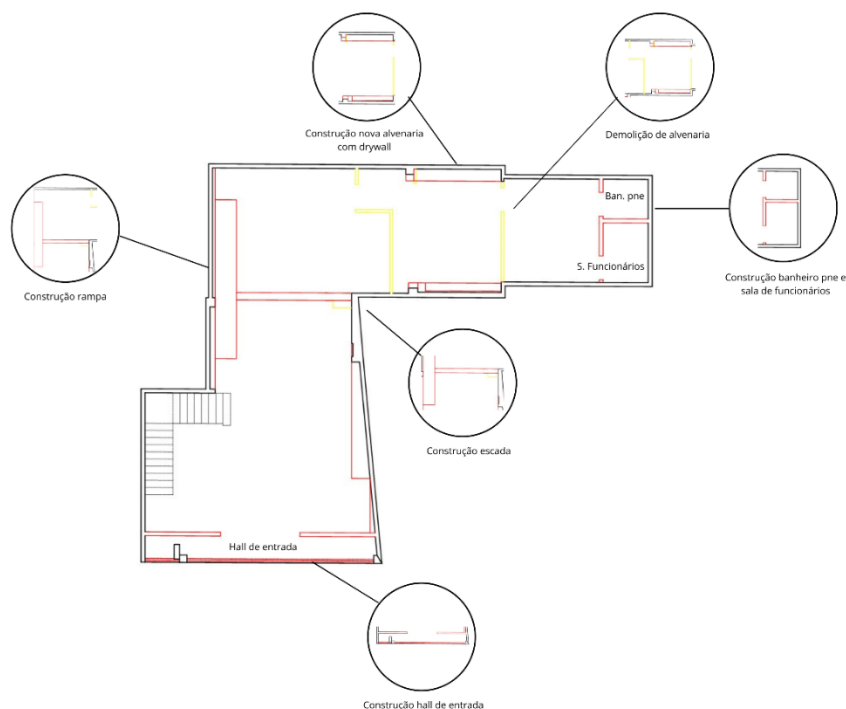 Construção nova alvenaria
com drywall
Demolição de alvenaria
Ban. pne
S. Funcionários
Construção banheiro pne e
sala de funcionários
Construção rampa
Construção escada
Hall de entrada
Construção hall de entrada